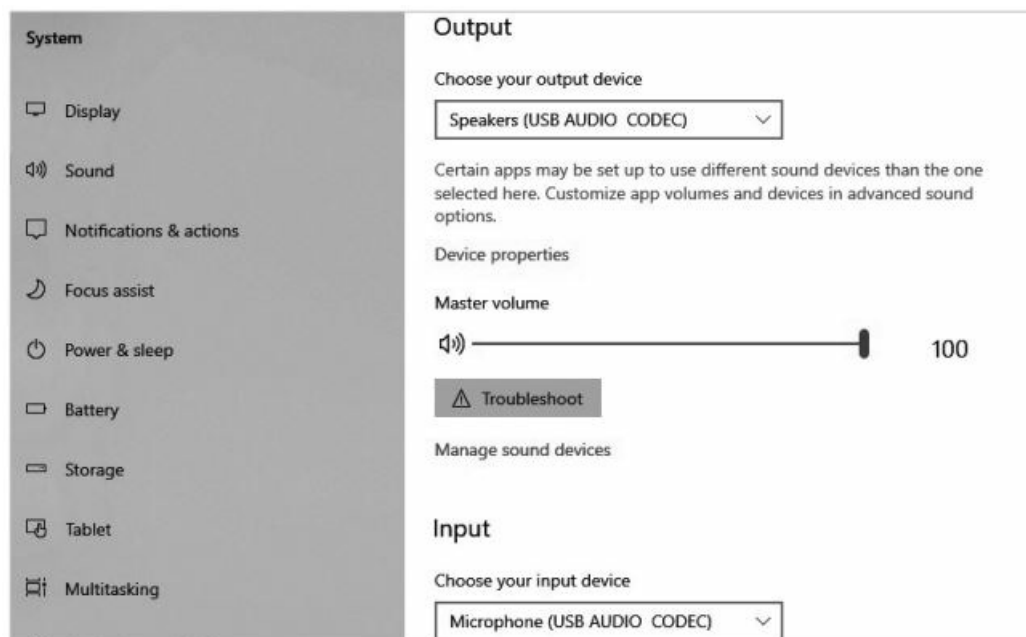 System
Display
Sound
Notifications & actions
Focus assist
Power & sleep
Battery
Storage
Tablet
Multitasking
Output
Choose your output device
Speakers (USB AUDIO  CODEC)
Certain apps may be set up to use different sound devices than the one
selected here. Customize app volumes and devices in advanced sound
options.
Device properties
Master volume
100
Troubleshoot
Manage sound devices
Input
Choose your input device
Microphone (USB AUDIO  CODEC)